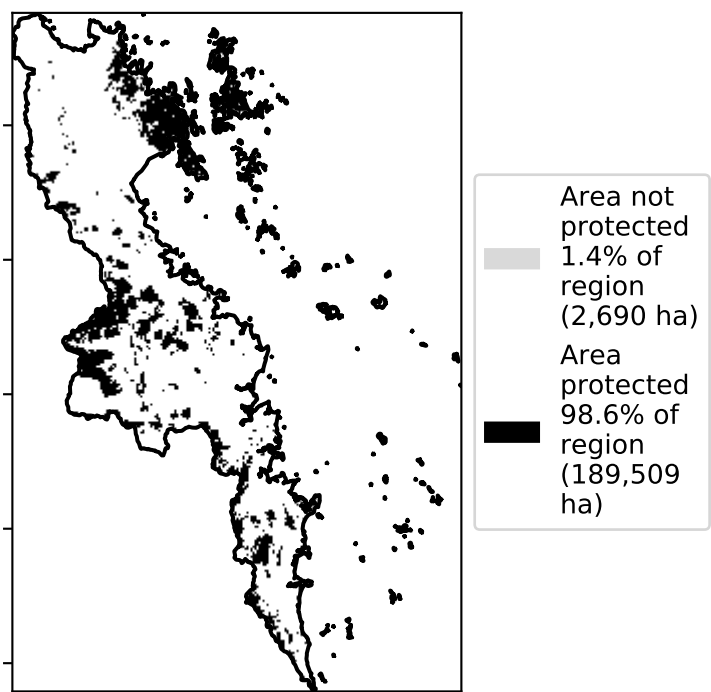 Area not
protected
1.4% of
region
(2,690 ha)
Area
protected
98.6% of
region
(189,509
ha)